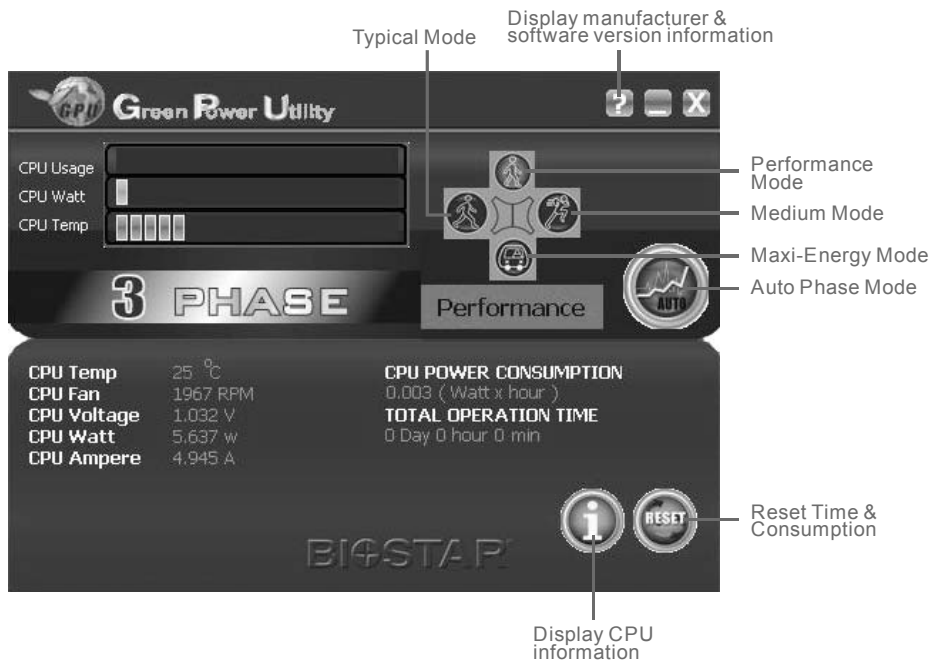 Typical Mode
Display manufacturer &
software version information
GPU
Green Power Utility
?
_
X
CPU Usage
CPU Watt
CPU Temp
Performance
Mode
Medium Mode
Maxi-Energy Mode
Auto Phase Mode
3 PHASE
Performance
AUTO
CPU Temp 25 °C
CPU Fan 1967 RPM
CPU Voltage 1.032 V
CPU Watt 5.637 w
CPU Ampere 4.945 A
CPU POWER CONSUMPTION
0.003 ( Watt x hour )
TOTAL OPERATION TIME
0 Day 0 hour 0 min
i
RESET
Reset Time &
Consumption
BIOSTAR
Display CPU
information